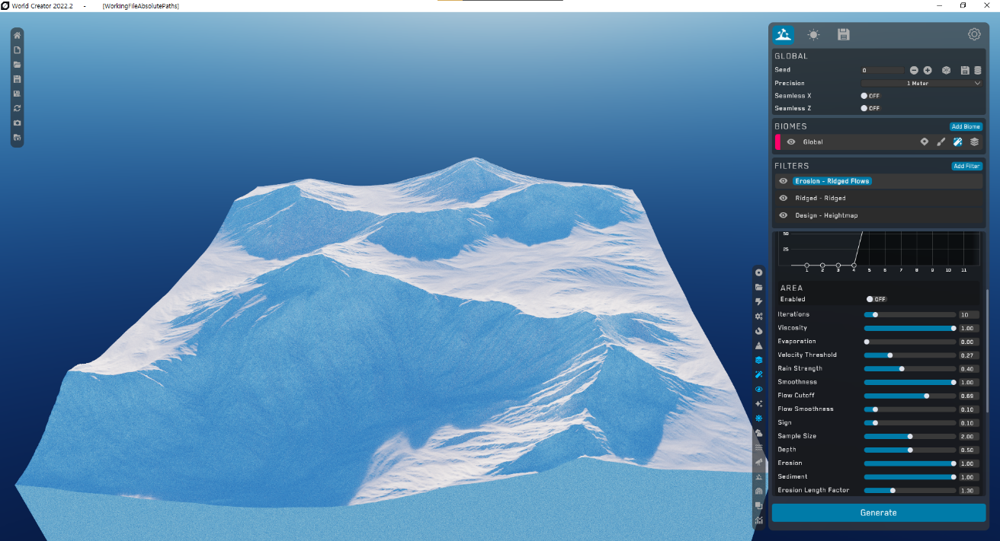 World Creator 2022.2 - [WorkingFileAbsolutePaths]
GLOBAL
Seed 0
Precision 1 Meter
Seamless X OFF
Seamless Z OFF
BIOMES Add Biome
Global
FILTERS Add Filter
Erosion - Ridged Flows
Ridged - Ridged
Design - Heightmap
50
25
1 2 3 4 5 6 7 8 9 10 11
AREA
Enabled OFF
Iterations 10
Viscosity 1.00
Evaporation 0.00
Velocity Threshold 0.27
Rain Strength 0.40
Smoothness 1.00
Flow Cutoff 0.69
Flow Smoothness 0.10
Sign 0.10
Sample Size 2.00
Depth 0.50
Erosion 1.00
Sediment 1.00
Erosion Length Factor 1.30
Generate